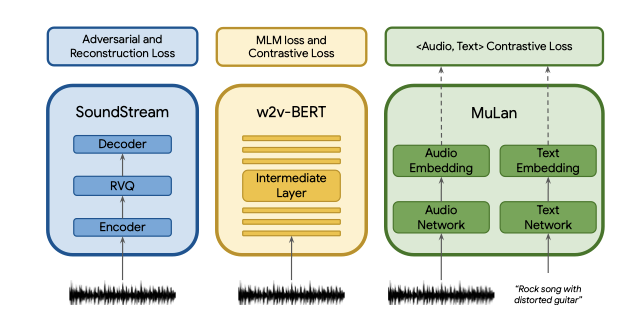 Adversarial and
Reconstruction Loss
MLM loss and
Contrastive Loss
<Audio, Text> Contrastive Loss
SoundStream
Decoder
RVQ
Encoder
w2v-BERT
Intermediate
Layer
MuLan
Audio
Embedding
Text
Embedding
Audio
Network
Text
Network
"Rock song with
distorted guitar"